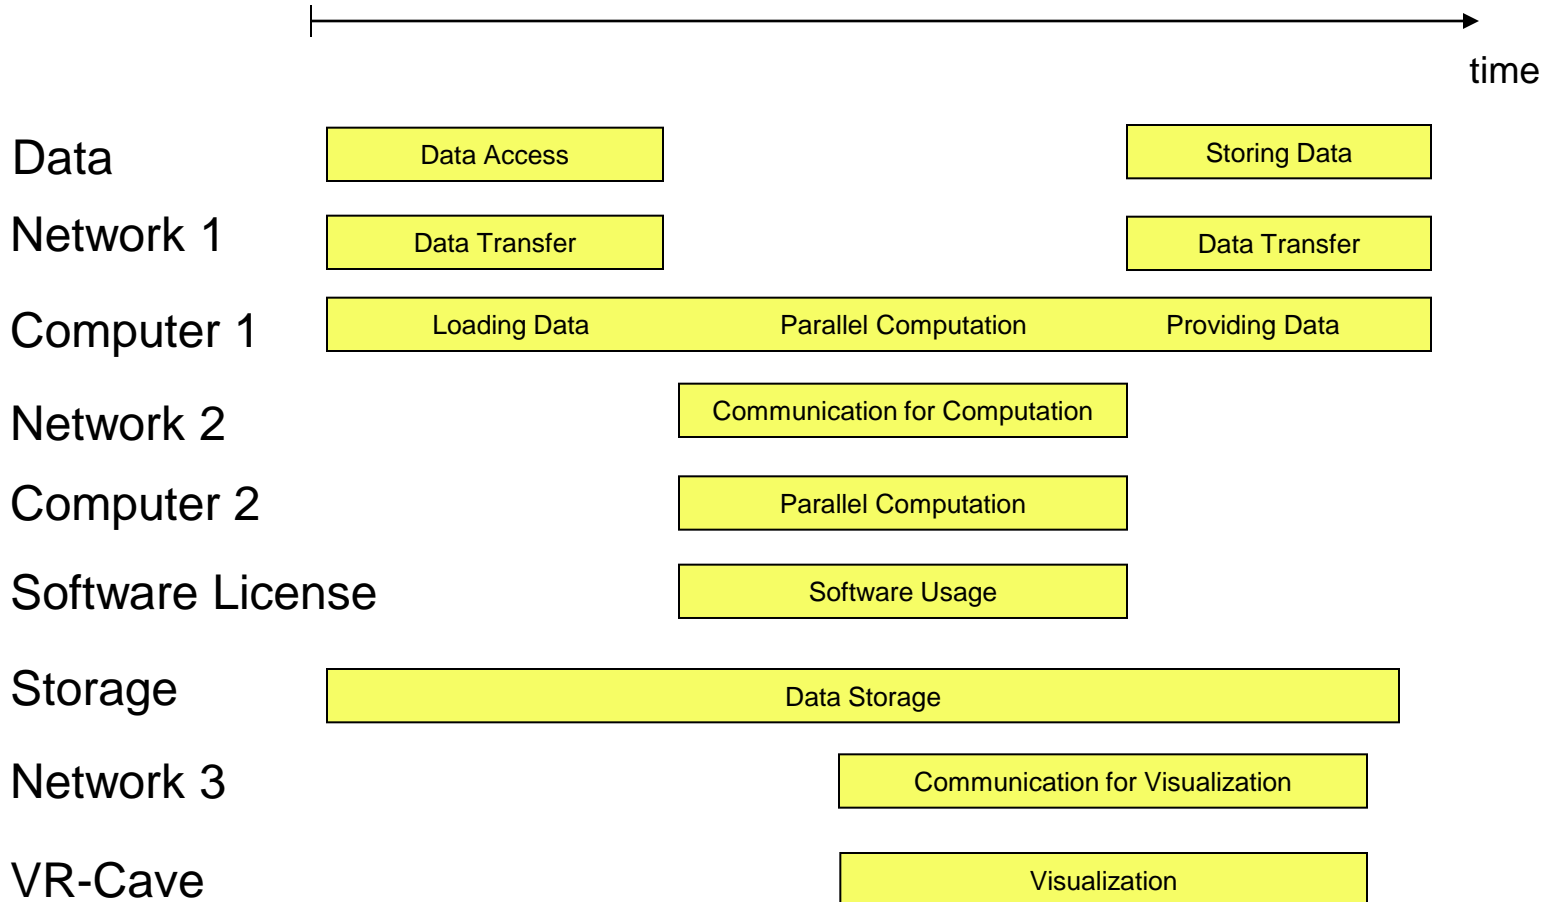 time
Data
Data Access
Storing Data
Network 1
Data Transfer
Data Transfer
Computer 1
Loading Data
Parallel Computation
Providing Data
Network 2
Communication for Computation
Computer 2
Parallel Computation
Software License
Software Usage
Storage
Data Storage
Network 3
Communication for Visualization
VR-Cave
Visualization